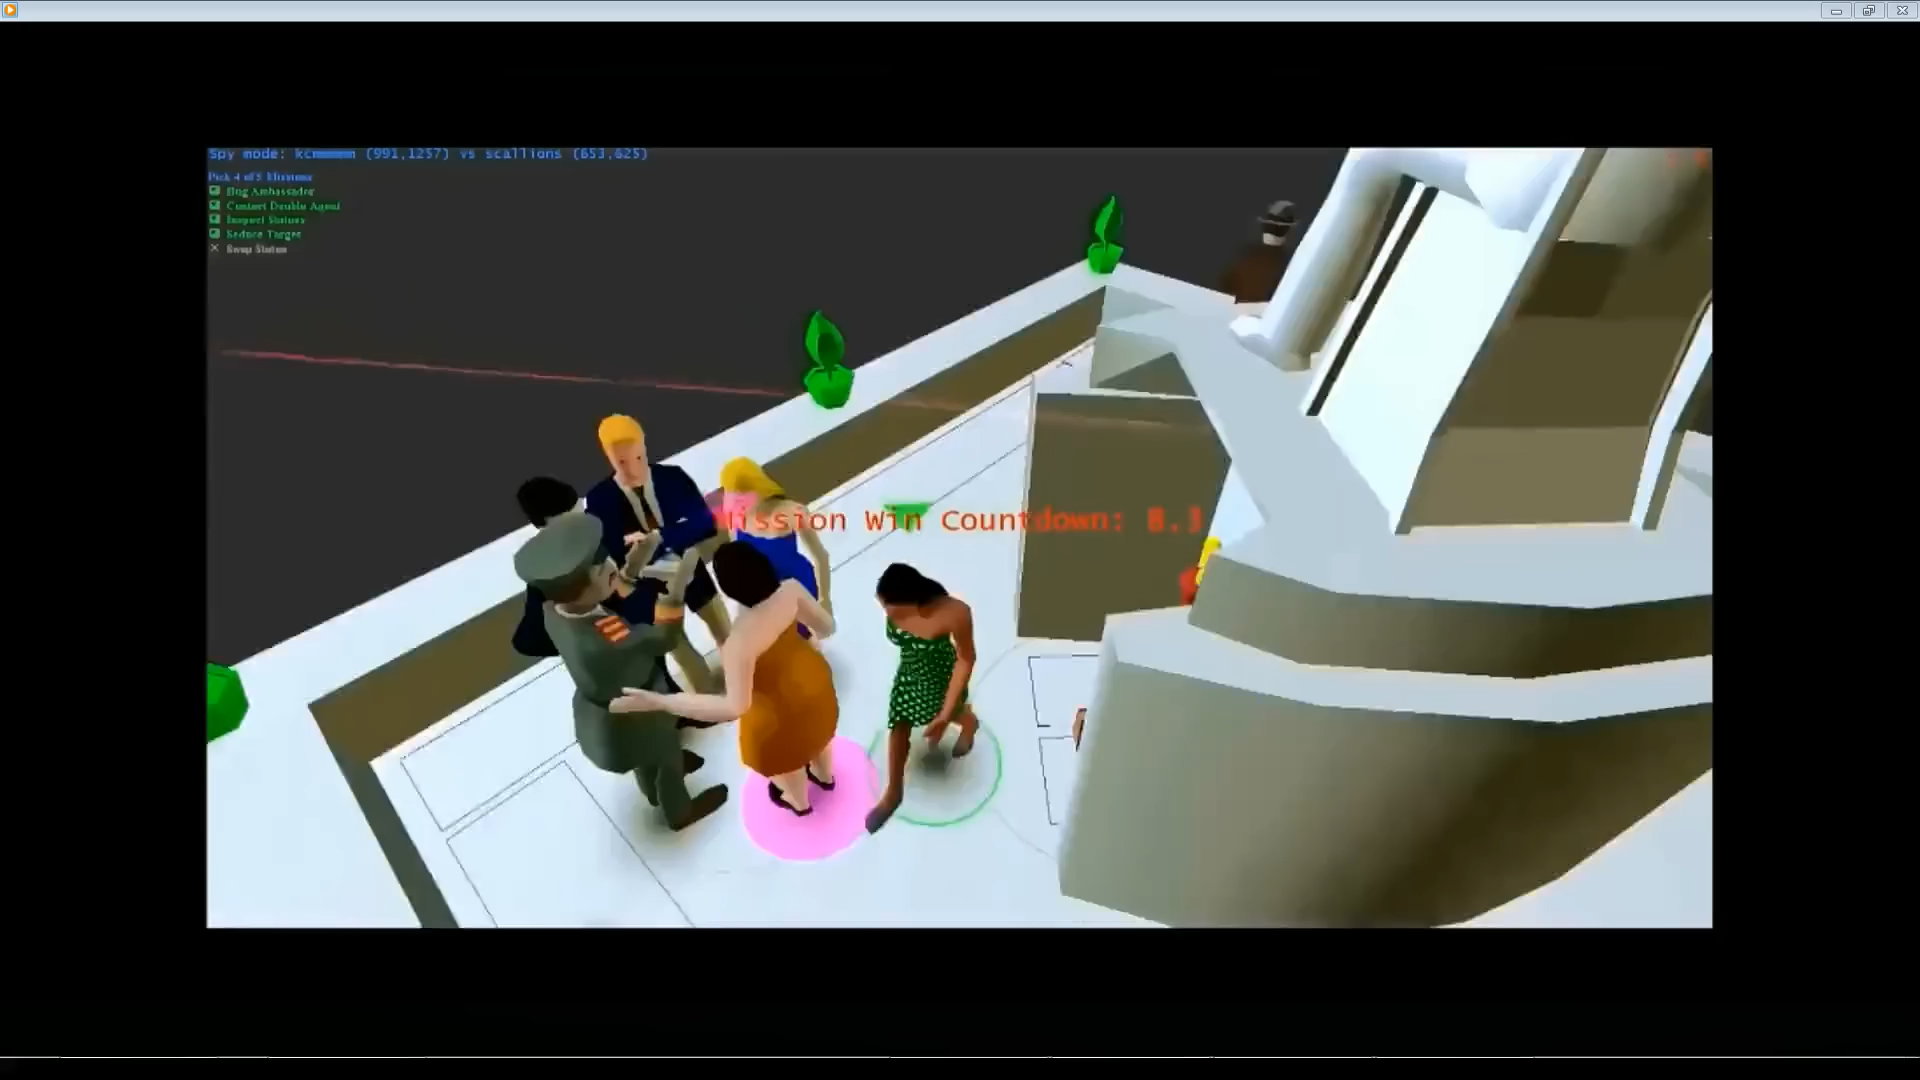 Spy mode: kcmmmmm (991,1257) vs scallions (653,625)
Pick 4 of 5 Missions
Bug Ambassador
Contact Double Agent
Inspect Statues
Seduce Target
Swap Statue
Mission Win Countdown: 8.3